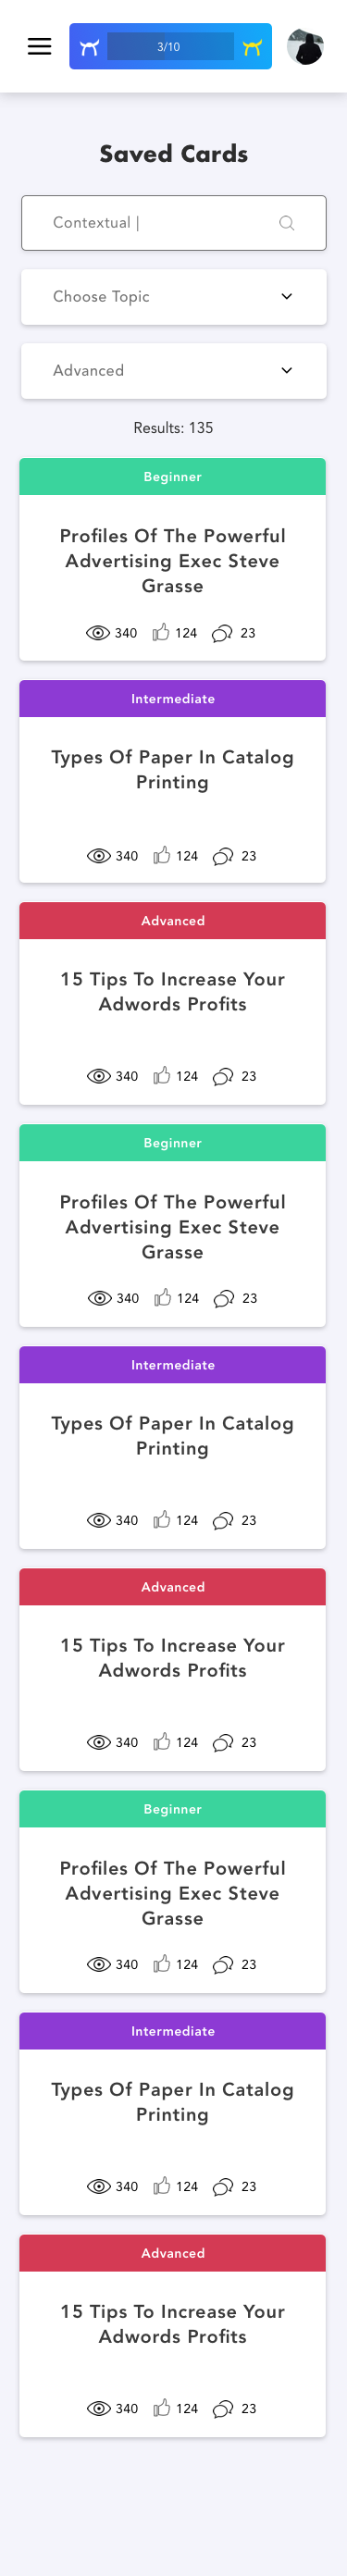 3/10
Saved Cards
Contextual |
Choose Topic
Advanced
Results: 135
Beginner
Profiles Of The Powerful
Advertising Exec Steve
Grasse
340 124 23
Intermediate
Types Of Paper In Catalog
Printing
340 124 23
Advanced
15 Tips To Increase Your
Adwords Profits
340 124 23
Beginner
Profiles Of The Powerful
Advertising Exec Steve
Grasse
340 124 23
Intermediate
Types Of Paper In Catalog
Printing
340 124 23
Advanced
15 Tips To Increase Your
Adwords Profits
340 124 23
Beginner
Profiles Of The Powerful
Advertising Exec Steve
Grasse
340 124 23
Intermediate
Types Of Paper In Catalog
Printing
340 124 23
Advanced
15 Tips To Increase Your
Adwords Profits
340 124 23